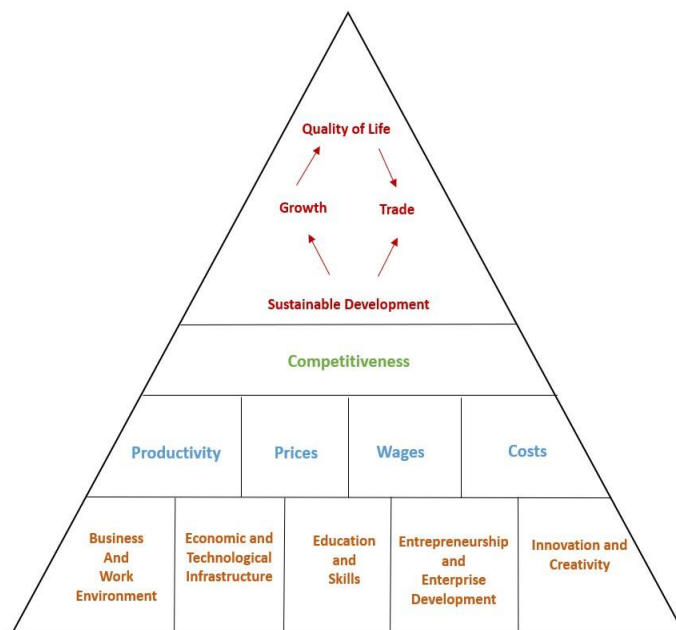 Quality of Life
Growth
Trade
Sustainable Development
Competitiveness
Productivity
Prices
Wages
Costs
Business
And
Work
Environment
Economic and
Technological
Infrastructure
Education
and
Skills
Entrepreneurship
and
Enterprise
Development
Innovation and
Creativity